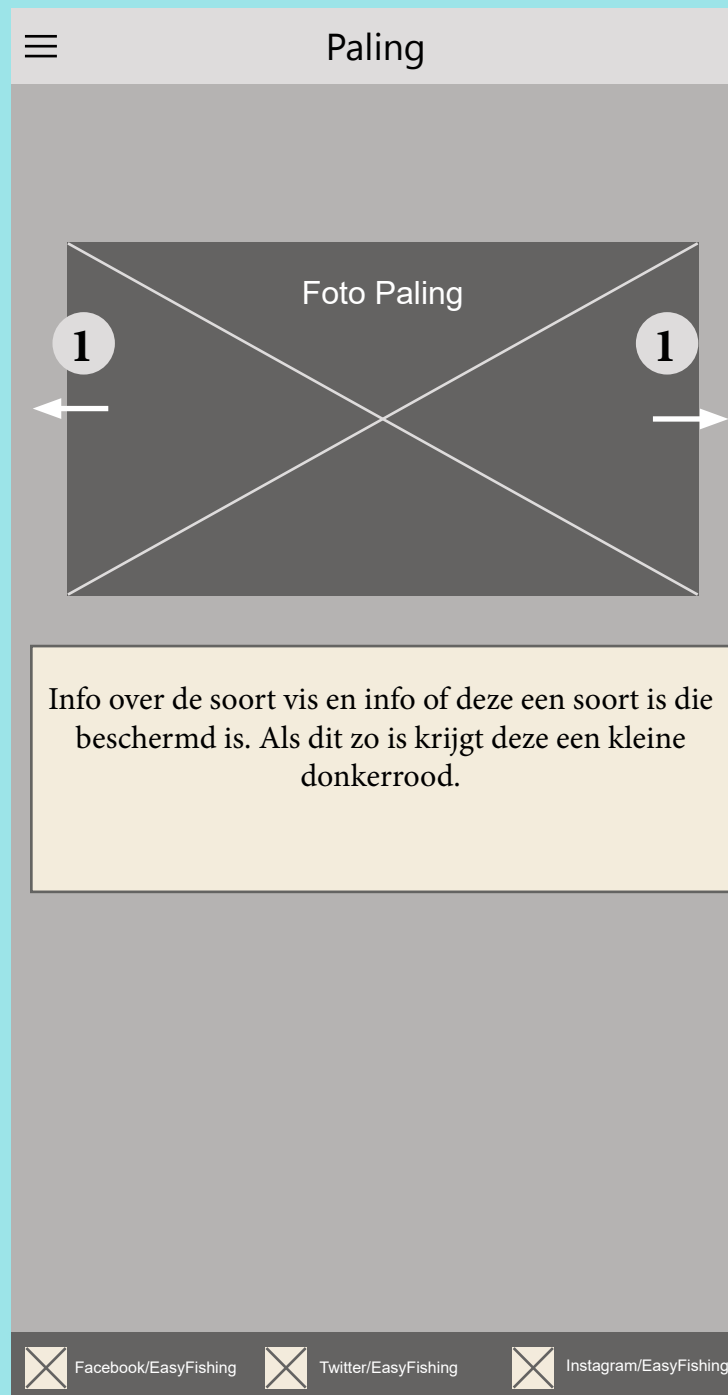 Paling
Foto Paling
1
1
Info over de soort vis en info of deze een soort is die
beschermd is. Als dit zo is krijgt deze een kleine
donkerrood.
Facebook/EasyFishing
Twitter/EasyFishing
Instagram/EasyFishing